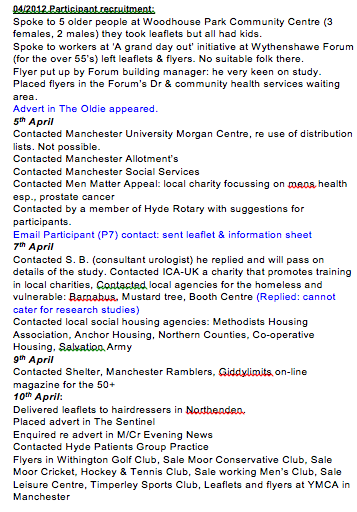 04/2012 Participant recruitment:
Spoke to 5 older people at Woodhouse Park Community Centre (3
females, 2 males) they took leaflets but all had kids.
Spoke to workers at 'A grand day out' initiative at Wythenshawe Forum
(for the over 55's) left leaflets & flyers. No suitable folk there.
Flyer put up by Forum building manager: he very keen on study.
Placed flyers in the Forum's Dr & community health services waiting
area.
Advert in The Oldie appeared.
5th April
Contacted Manchester University Morgan Centre, re use of distribution
lists. Not possible.
Contacted Manchester Allotment's
Contacted Manchester Social Services
Contacted Men Matter Appeal: local charity focussing on mens health
esp., prostate cancer
Contacted by a member of Hyde Rotary with suggestions for
participants.
Email Participant (P7) contact: sent leaflet & information sheet
7th April
Contacted S. B. (consultant urologist) he replied and will pass on
details of the study. Contacted ICA-UK a charity that promotes training
in local charities, Contacted local agencies for the homeless and
vulnerable: Barnabus, Mustard tree, Booth Centre (Replied: cannot
cater for research studies)
Contacted local social housing agencies: Methodists Housing
Association, Anchor Housing, Northern Counties, Co-operative
Housing, Salvation Army
9th April
Contacted Shelter, Manchester Ramblers, Giddylimits on-line
magazine for the 50+
10th April:
Delivered leaflets to hairdressers in Northenden.
Placed advert in The Sentinel
Enquired re advert in M/Cr Evening News
Contacted Hyde Patients Group Practice
Flyers in Withington Golf Club, Sale Moor Conservative Club, Sale
Moor Cricket, Hockey & Tennis Club, Sale working Men's Club, Sale
Leisure Centre, Timperley Sports Club, Leaflets and flyers at YMCA in
Manchester